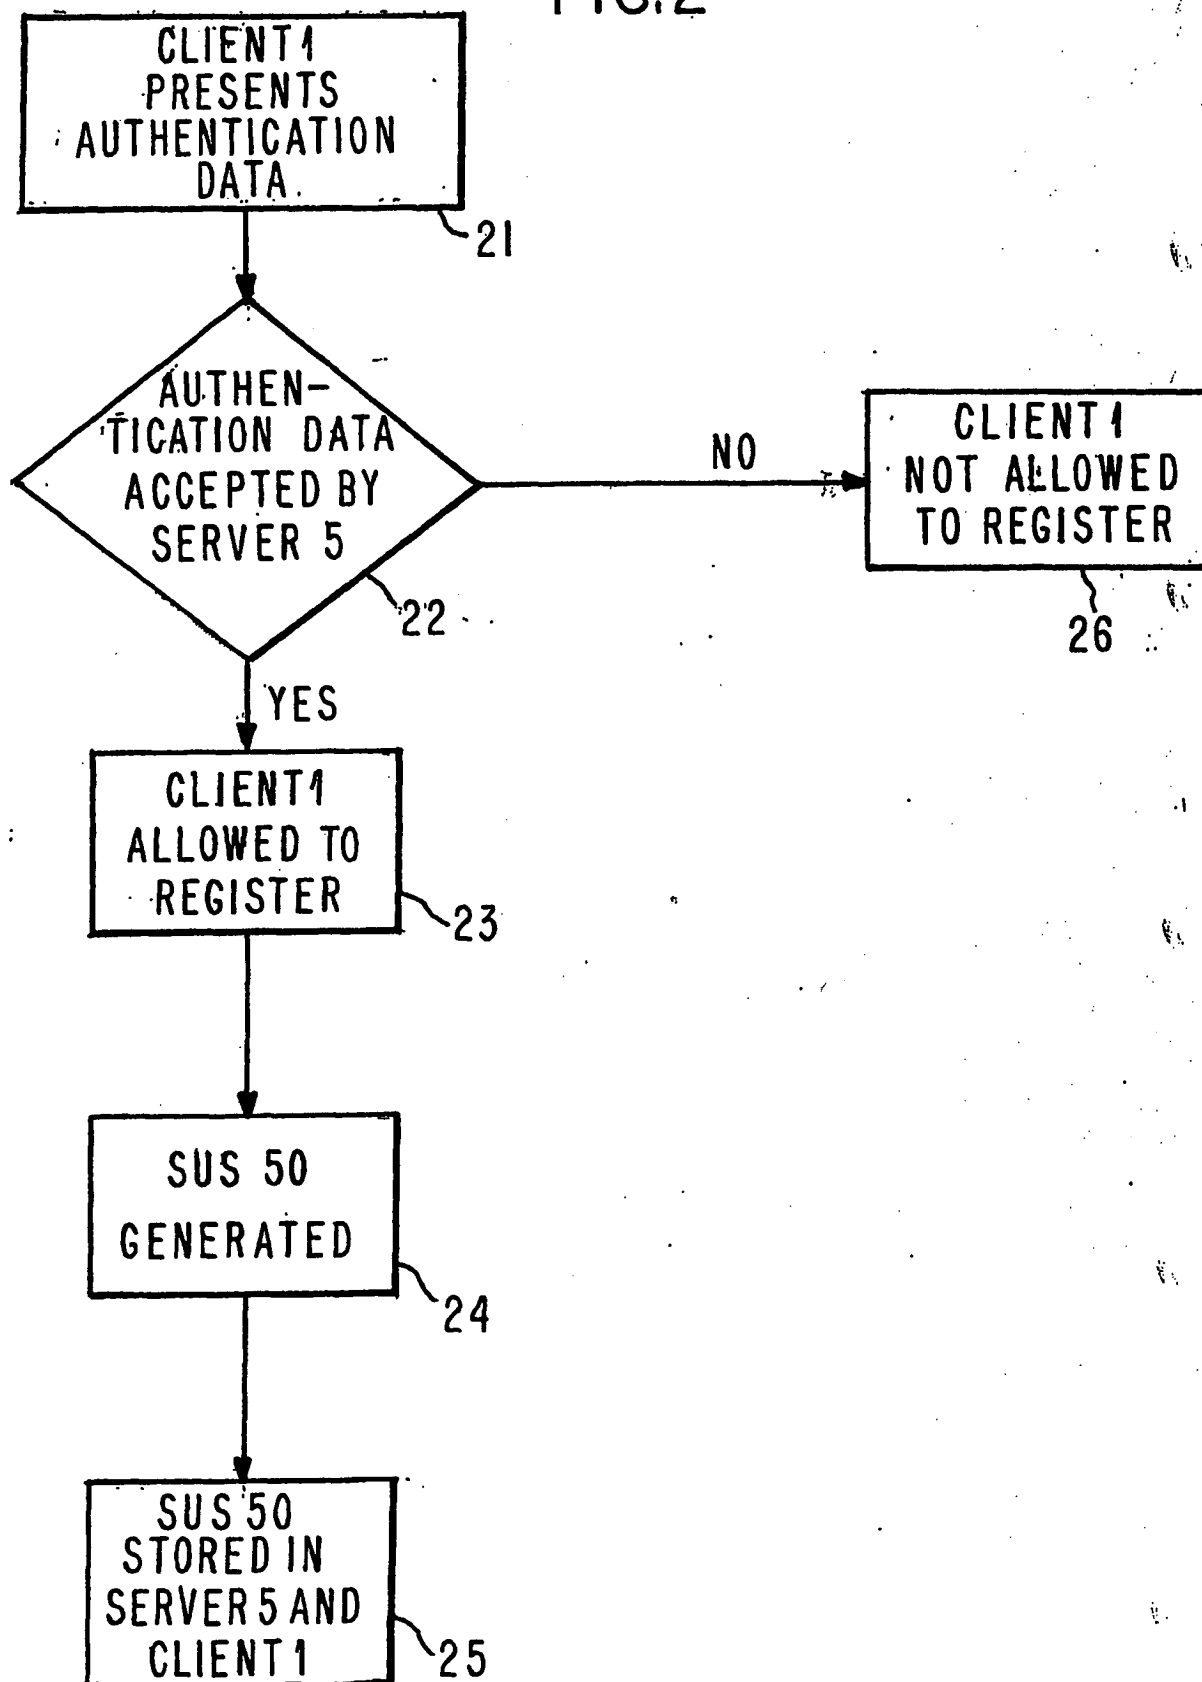 FIG. 2
CLIENT 1
PRESENTS
AUTHENTICATION
DATA.
21
AUTHEN-
TICATION DATA
ACCEPTED BY
SERVER 5
22
NO
CLIENT 1
NOT ALLOWED
TO REGISTER
26
YES
CLIENT 1
ALLOWED TO
REGISTER
23
SUS 50
GENERATED
24
SUS 50
STORED IN
SERVER 5 AND
CLIENT 1
25